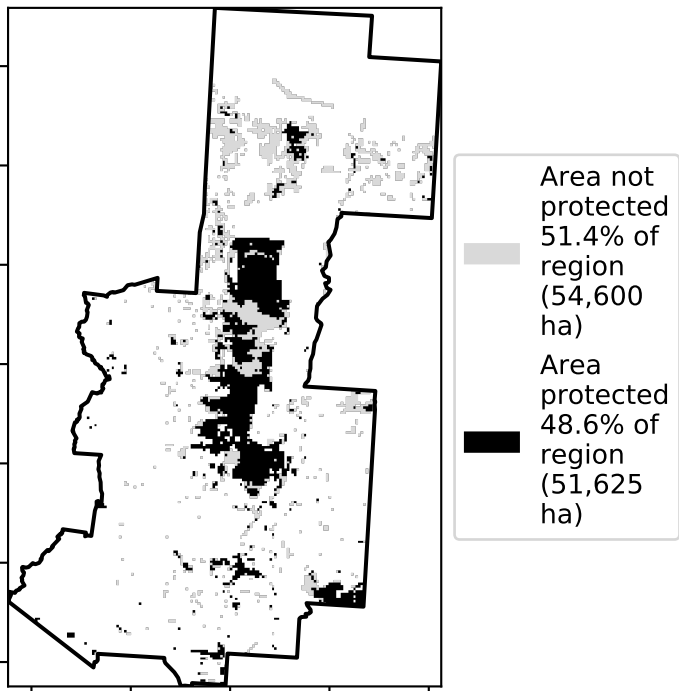 Area not
protected
51.4% of
region
(54,600
ha)
Area
protected
48.6% of
region
(51,625
ha)